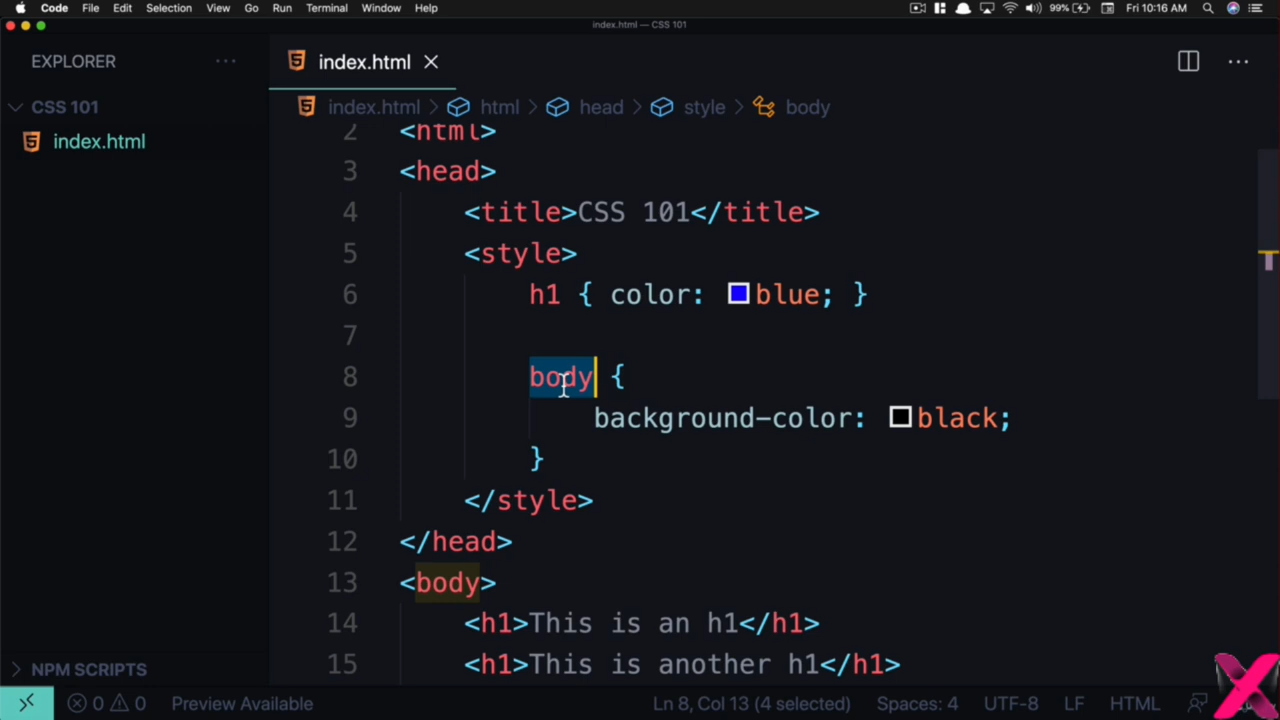 Code File Edit Selection View Go Run Terminal Window Help 99% Fri 10:16 AM
index.html — CSS 101
EXPLORER
index.html
CSS 101
index.html
index.html > html > head > style > body
2 <html>
3 <head>
4 <title>CSS 101</title>
5 <style>
6 h1 { color: blue; }
7
8 body {
9 background-color: black;
10 }
11 </style>
12 </head>
13 <body>
14 <h1>This is an h1</h1>
15 <h1>This is another h1</h1>
NPM SCRIPTS
0 0 Preview Available Ln 8, Col 13 (4 selected) Spaces: 4 UTF-8 LF HTML